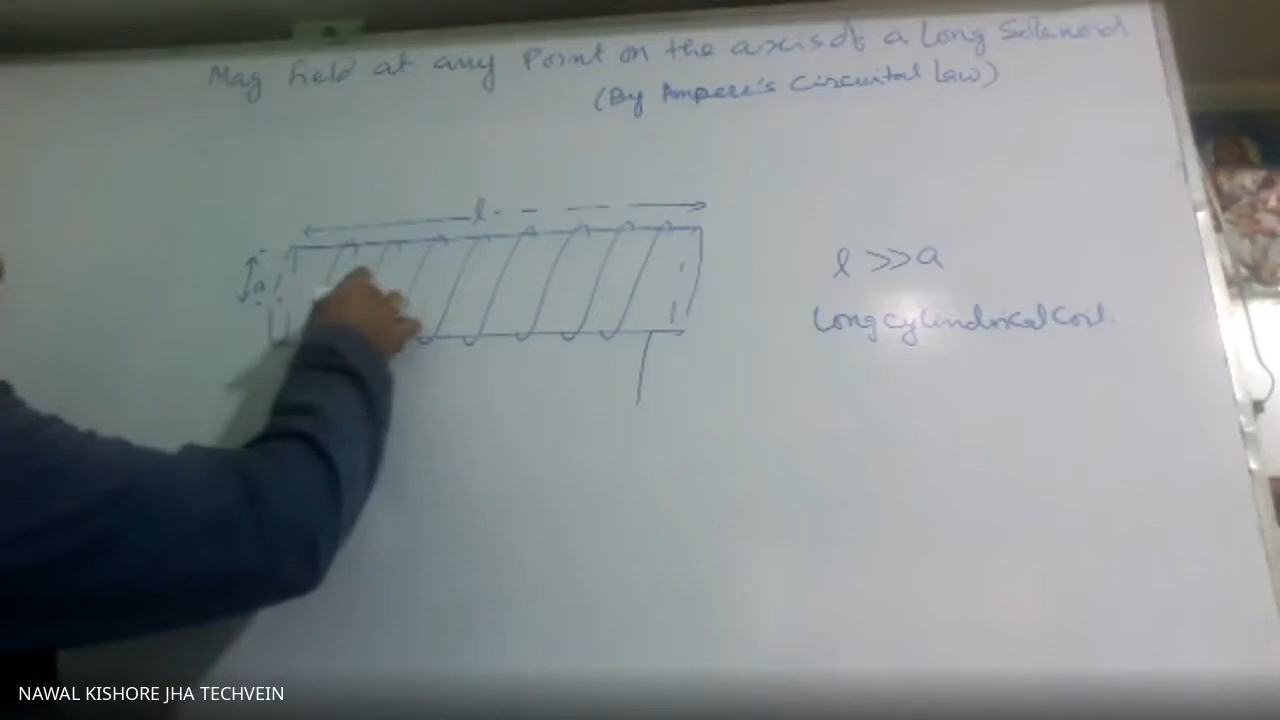 Mag field at any Point on the axis of a Long Solenoid
(By Ampere's Circuital Law)
l
a
l >> a
Long cylindrical Coil.
NAWAL KISHORE JHA TECHVEIN